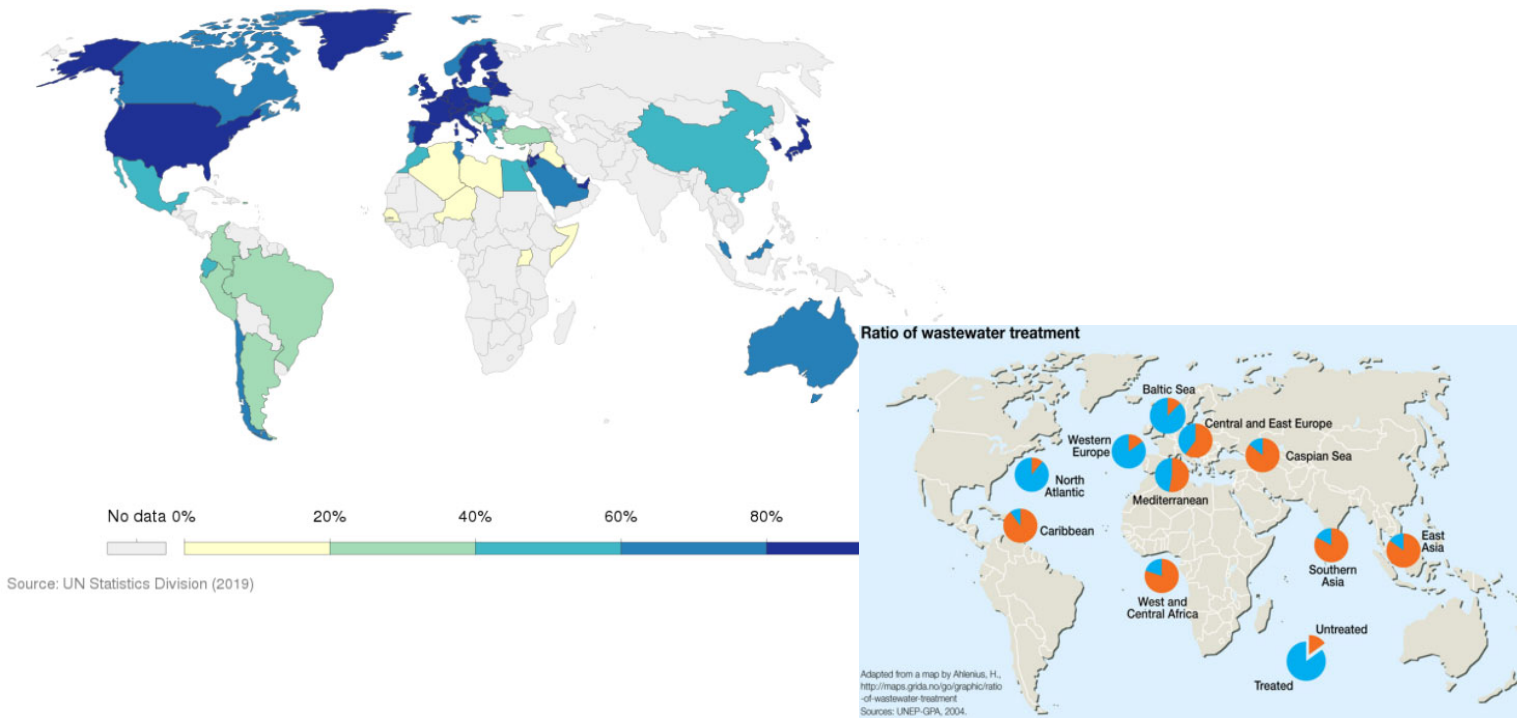 No data 0%
20%
40%
60%
80%
Source: UN Statistics Division (2019)
Ratio of wastewater treatment
Baltic Sea
Central and East Europe
Western
Europe
Caspian Sea
North
Atlantic
Mediterranean
Caribbean
East
Asia
Southern
Asia
West and
Central Africa
Untreated
Treated
Adapted from a map by Ahlenius, H.,
http://maps.grida.no/go/graphic/ratio
-of-wastewater-treatment
Sources: UNEP-GPA, 2004.